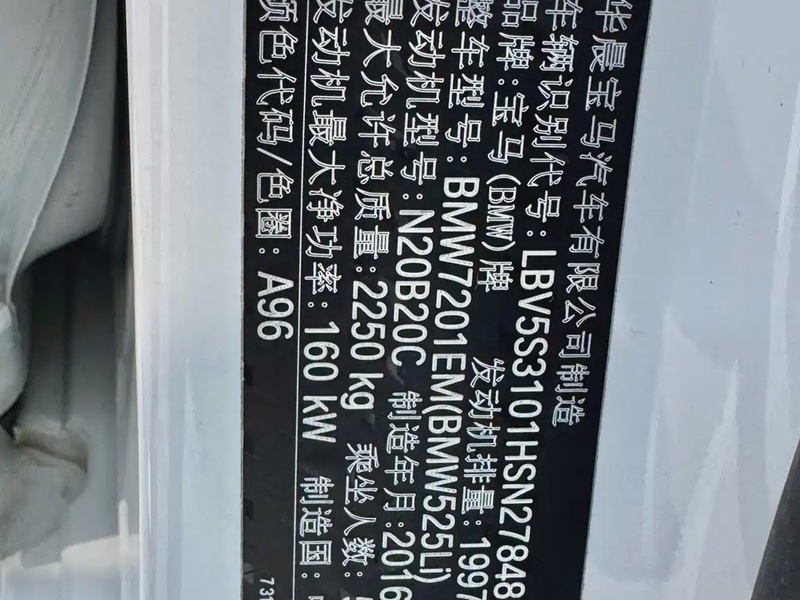 华晨宝马汽车有限公司制造
车辆识别代号:LBV5S3101HSN27848
品牌:宝马(BMW)牌 发动机排量:1997
整车型号:BMW7201EM(BMW525Li)
发动机型号:N20B20C 制造年月:2016
最大允许总质量:2250 kg 乘坐人数:
发动机最大净功率:160 kW 制造国:
颜色代码/色圈:A96
731